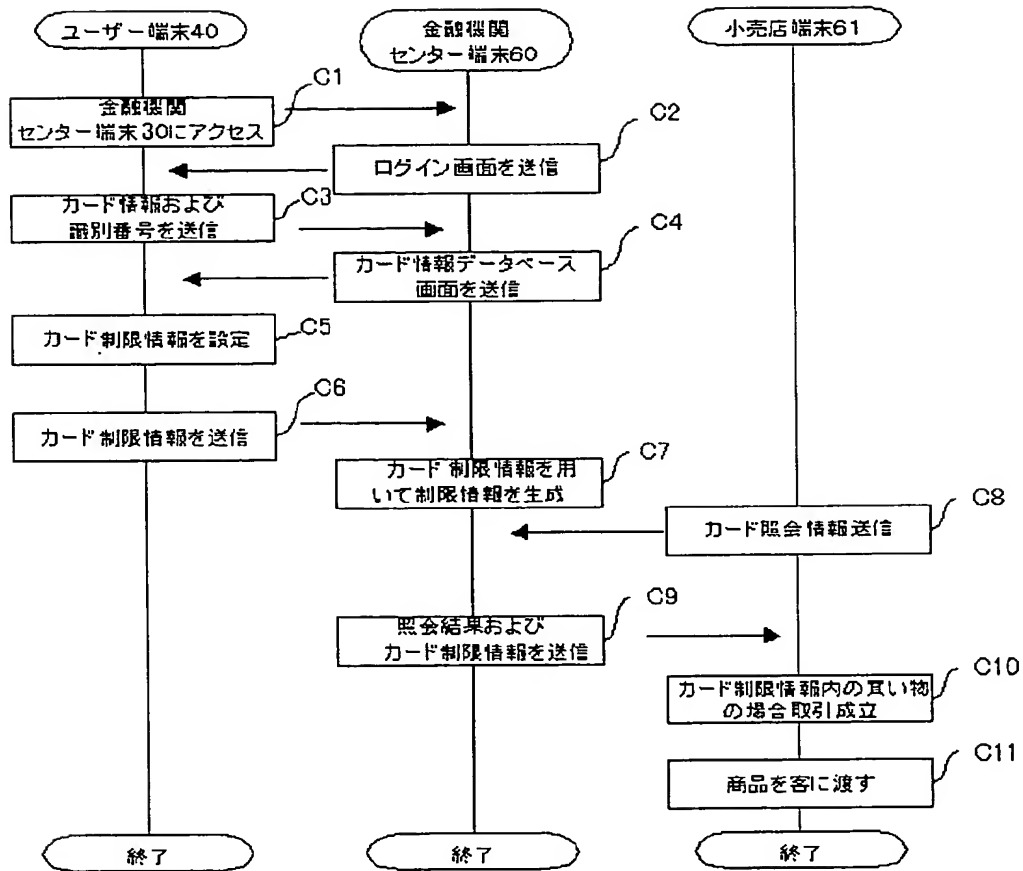 ユーザー端末40
金融機関
センター端末60
小売店端末61
C1
金融機関
センター端末30にアクセス
C2
ログイン画面を送信
C3
カード情報および
識別番号を送信
C4
カード情報データベース
画面を送信
C5
カード制限情報を設定
C6
カード制限情報を送信
C7
カード制限情報を用
いて制限情報を生成
C8
カード照会情報送信
C9
照会結果および
カード制限情報を送信
C10
カード制限情報内の買い物
の場合取引成立
C11
商品を客に渡す
終了
終了
終了